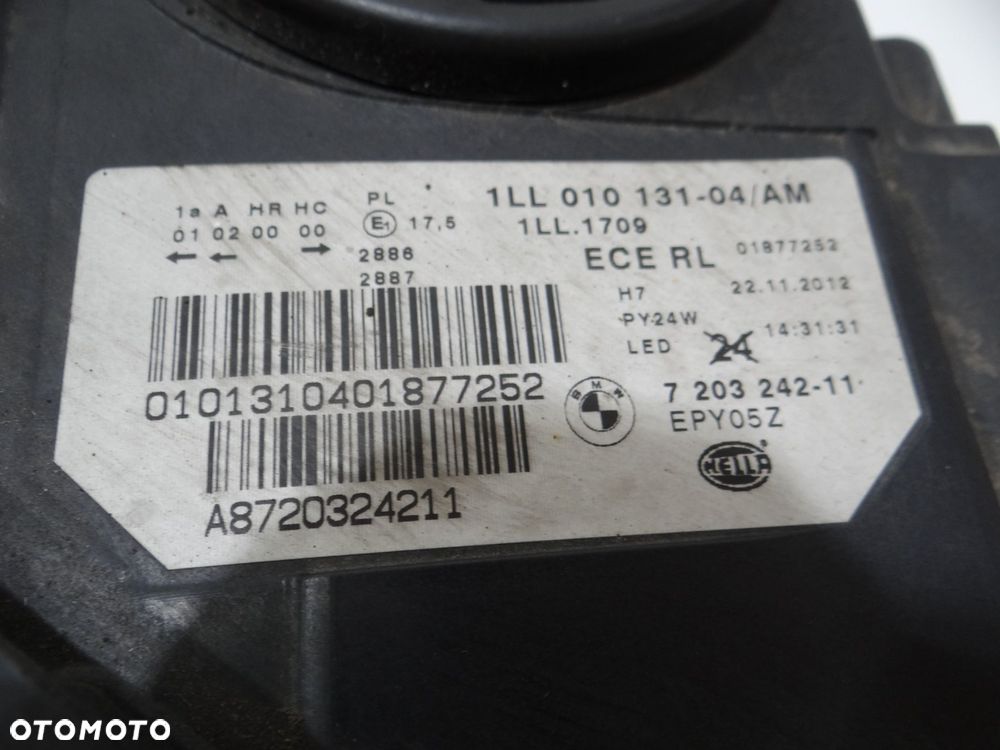 1LL 010 131-04/AM
1LL.1709
1a A HR HC
01 02 00 00
PL
E1 17,5
2886
2887
ECE RL
01877252
22.11.2012
14:31:31
H7
PY24W
LED
24
0101310401877252
A8720324211
BMW
7 203 242-11
EPY05Z
HELLA
OTOMOTO